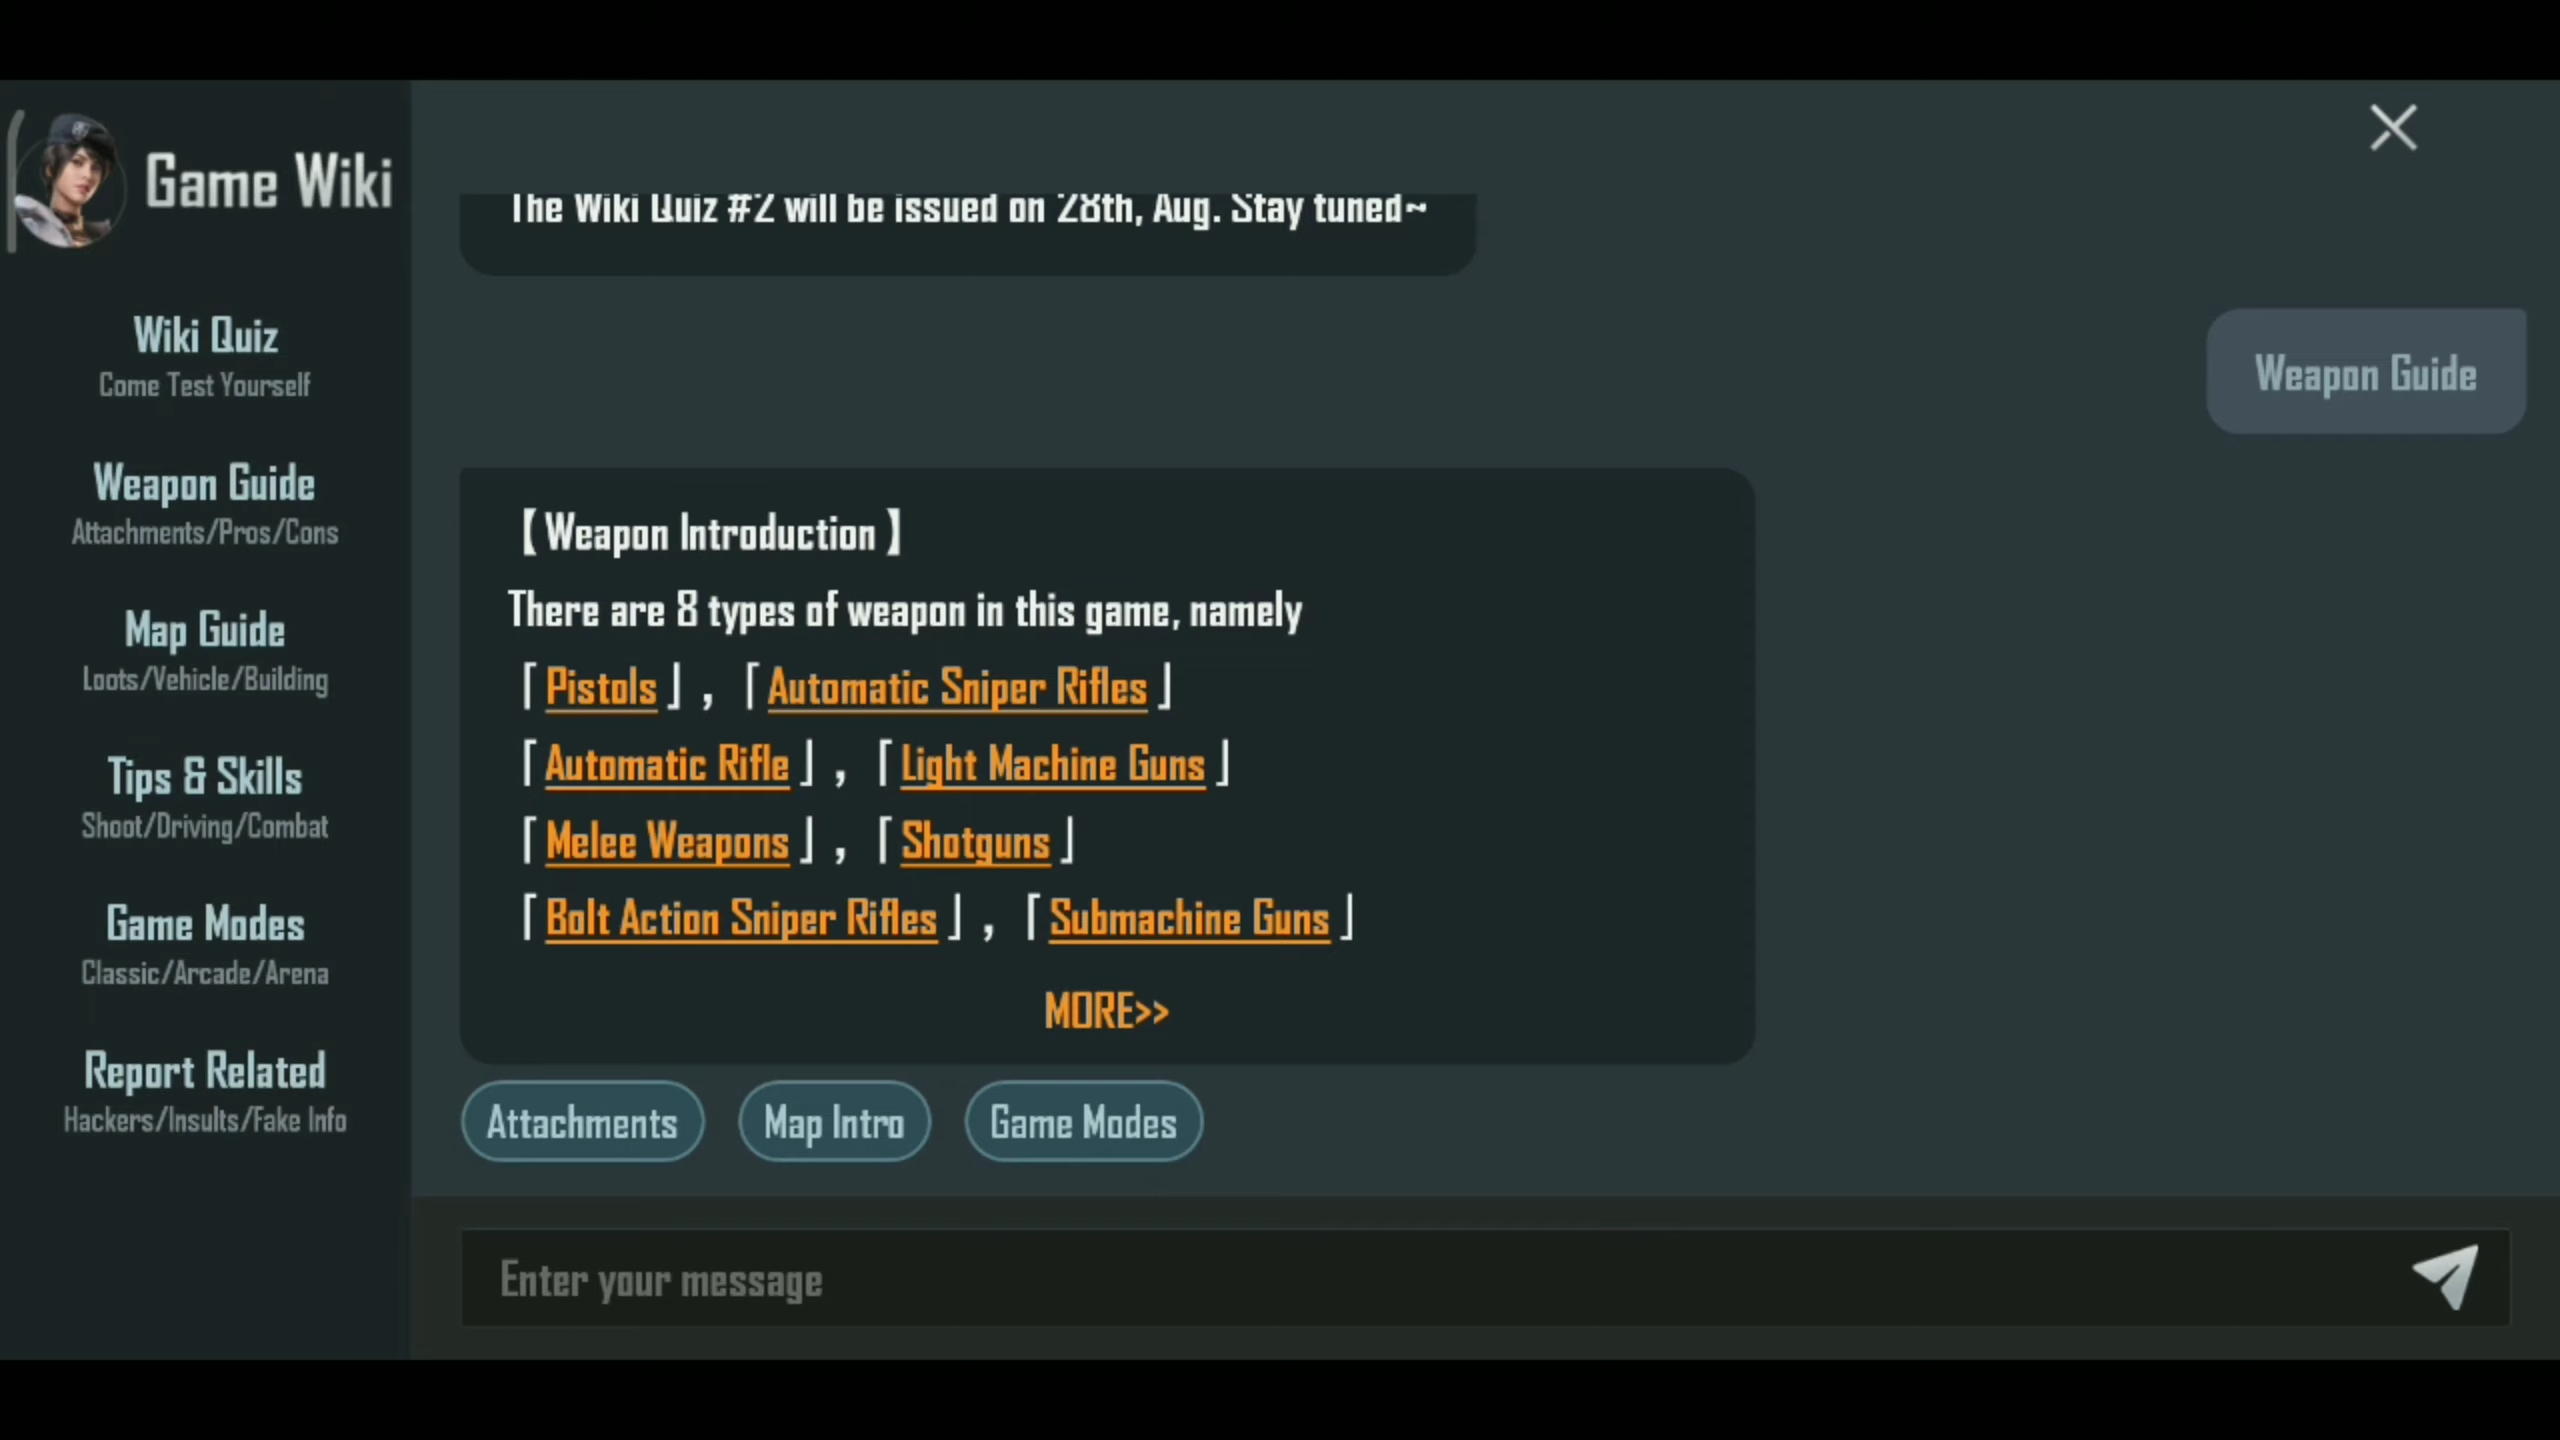 Game Wiki
Wiki Quiz
Come Test Yourself
Weapon Guide
Attachments/Pros/Cons
Map Guide
Loots/Vehicle/Building
Tips & Skills
Shoot/Driving/Combat
Game Modes
Classic/Arcade/Arena
Report Related
Hackers/Insults/Fake Info
The Wiki Quiz #2 will be issued on 28th, Aug. Stay tuned~
Weapon Guide
【Weapon Introduction】
There are 8 types of weapon in this game, namely
「Pistols」,「Automatic Sniper Rifles」
「Automatic Rifle」,「Light Machine Guns」
「Melee Weapons」,「Shotguns」
「Bolt Action Sniper Rifles」,「Submachine Guns」
MORE>>
Attachments Map Intro Game Modes
Enter your message